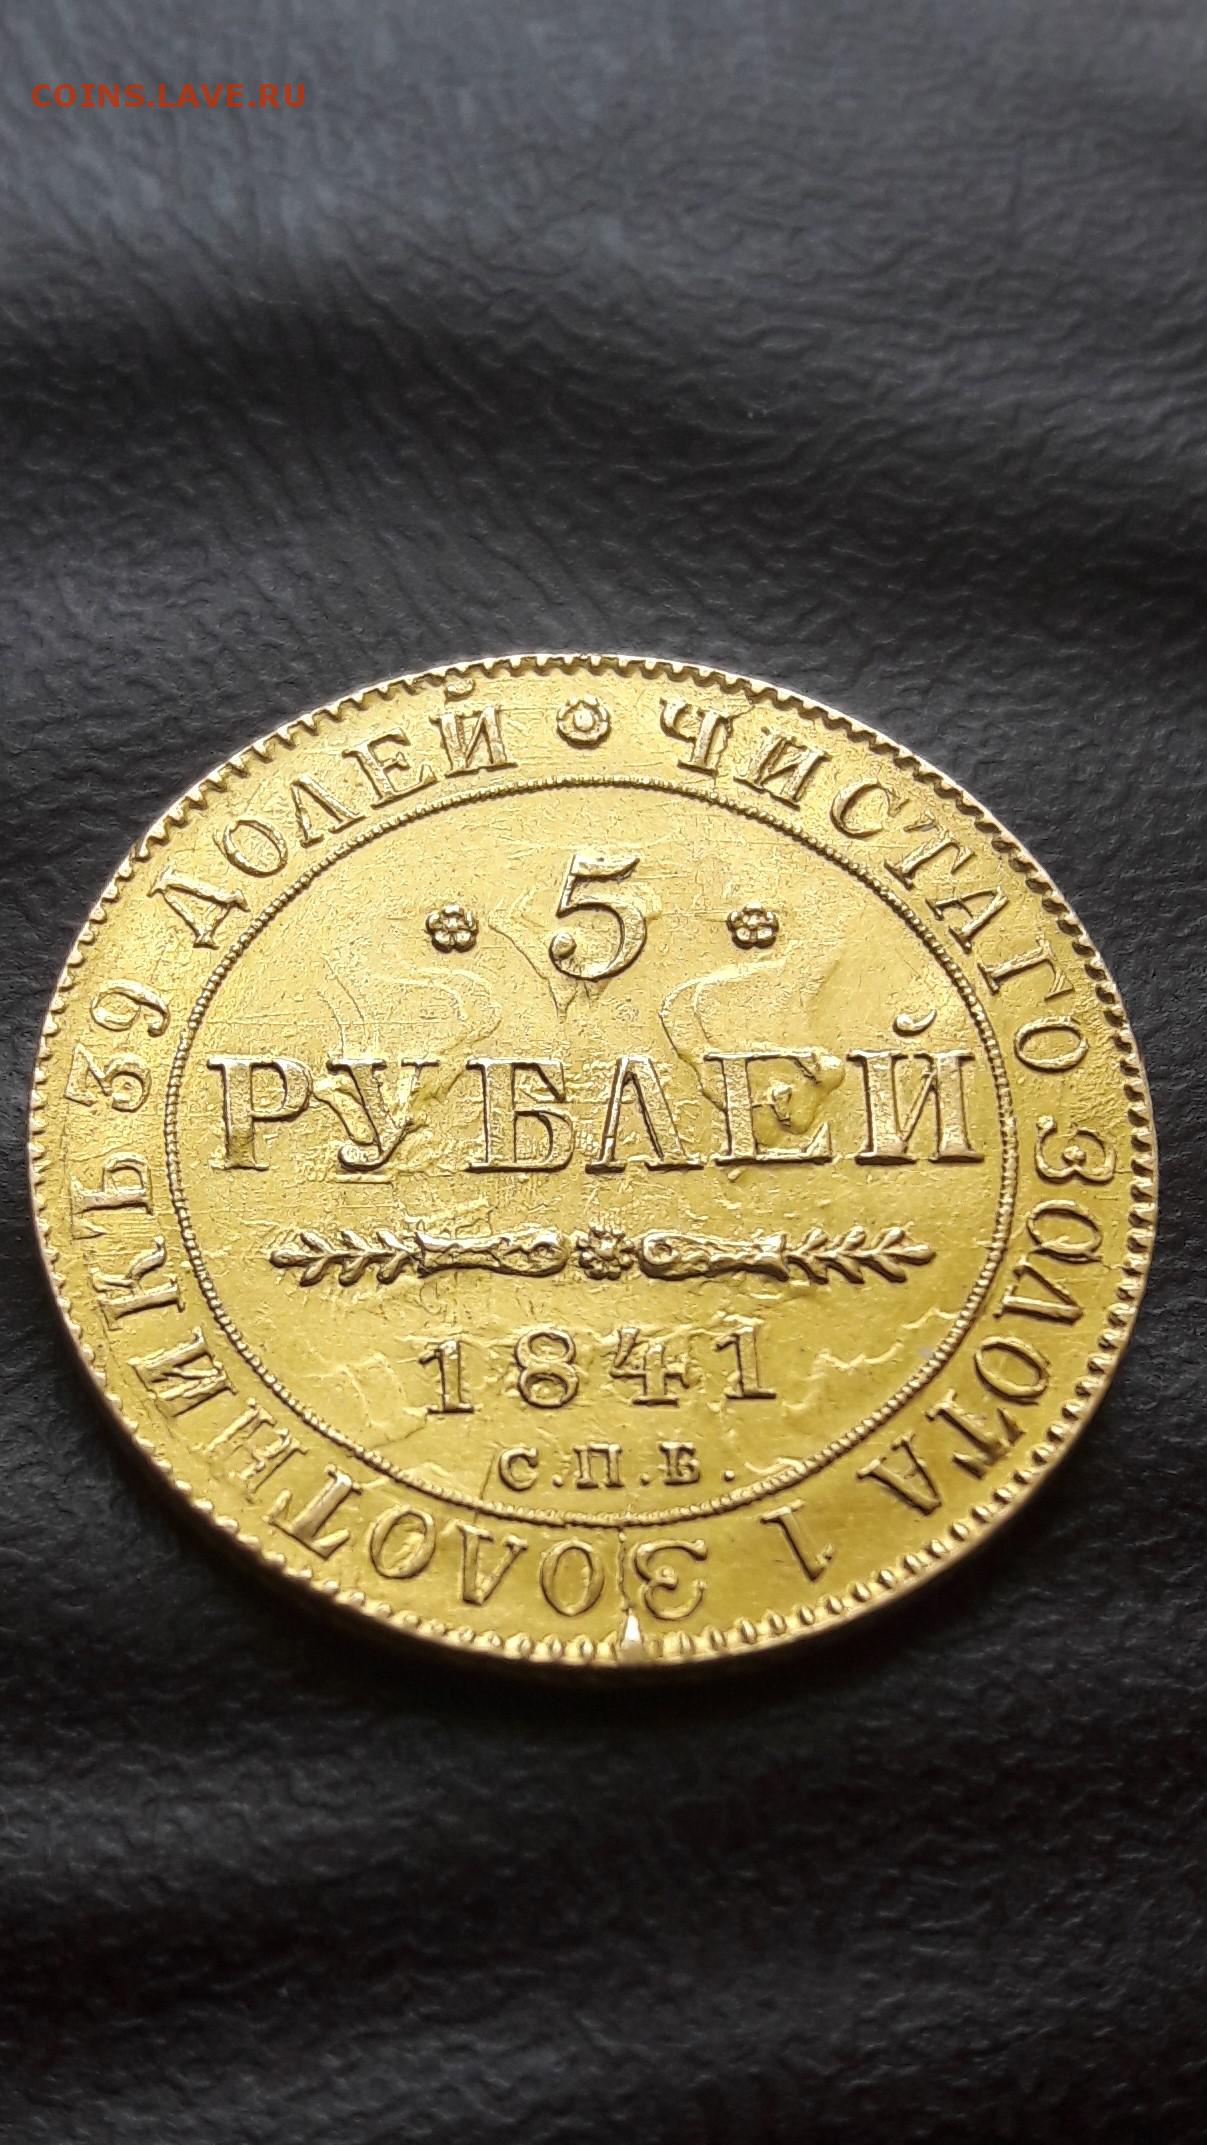 COINS.LAVE.RU
ЧИСТАГО ЗОЛОТА 1 ЗОЛОТНИКЪ 39 ДОЛЕЙ
5
РУБЛЕЙ
1841
С.П.Б.